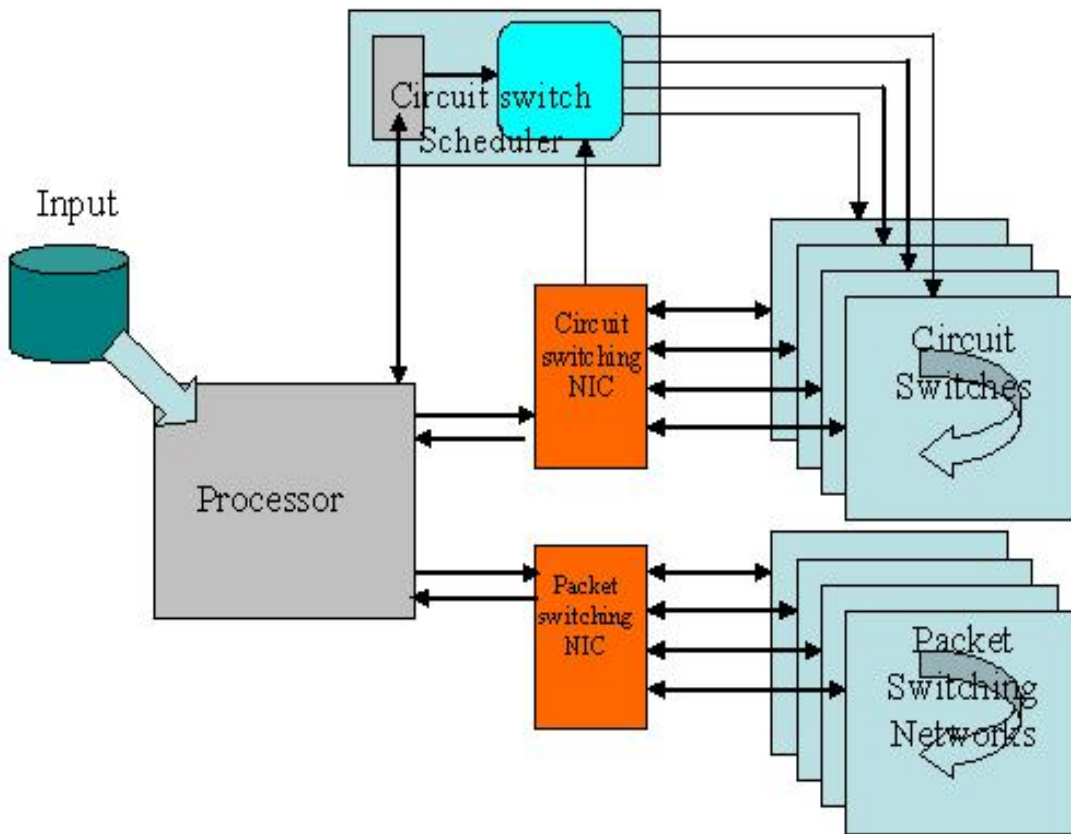 Circuit switch
Scheduler
Input
Circuit
switching
NIC
Circuit
Switches
Processor
Packet
switching
NIC
Packet
Switching
Networks